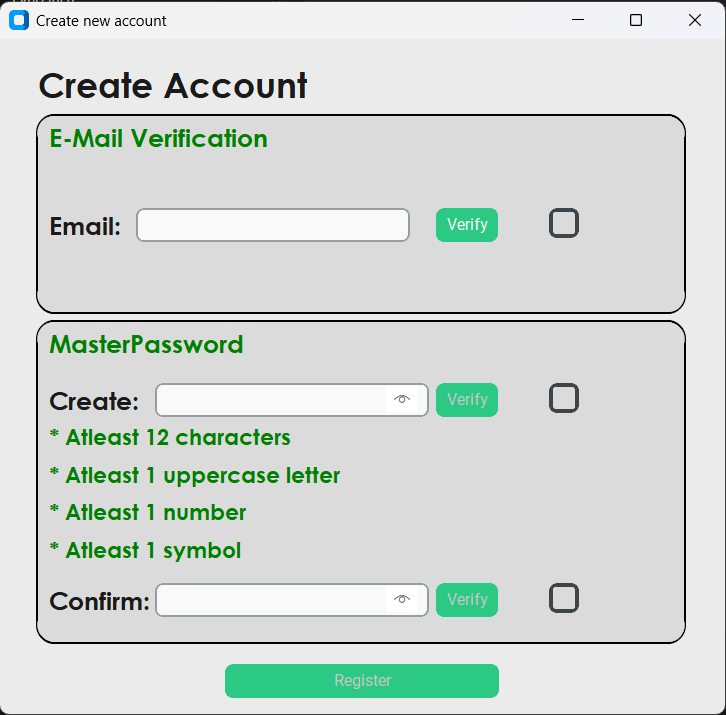 Create new account
Create Account
E-Mail Verification
Email:
Verify
MasterPassword
Create:
Verify
* Atleast 12 characters
* Atleast 1 uppercase letter
* Atleast 1 number
* Atleast 1 symbol
Confirm:
Verify
Register